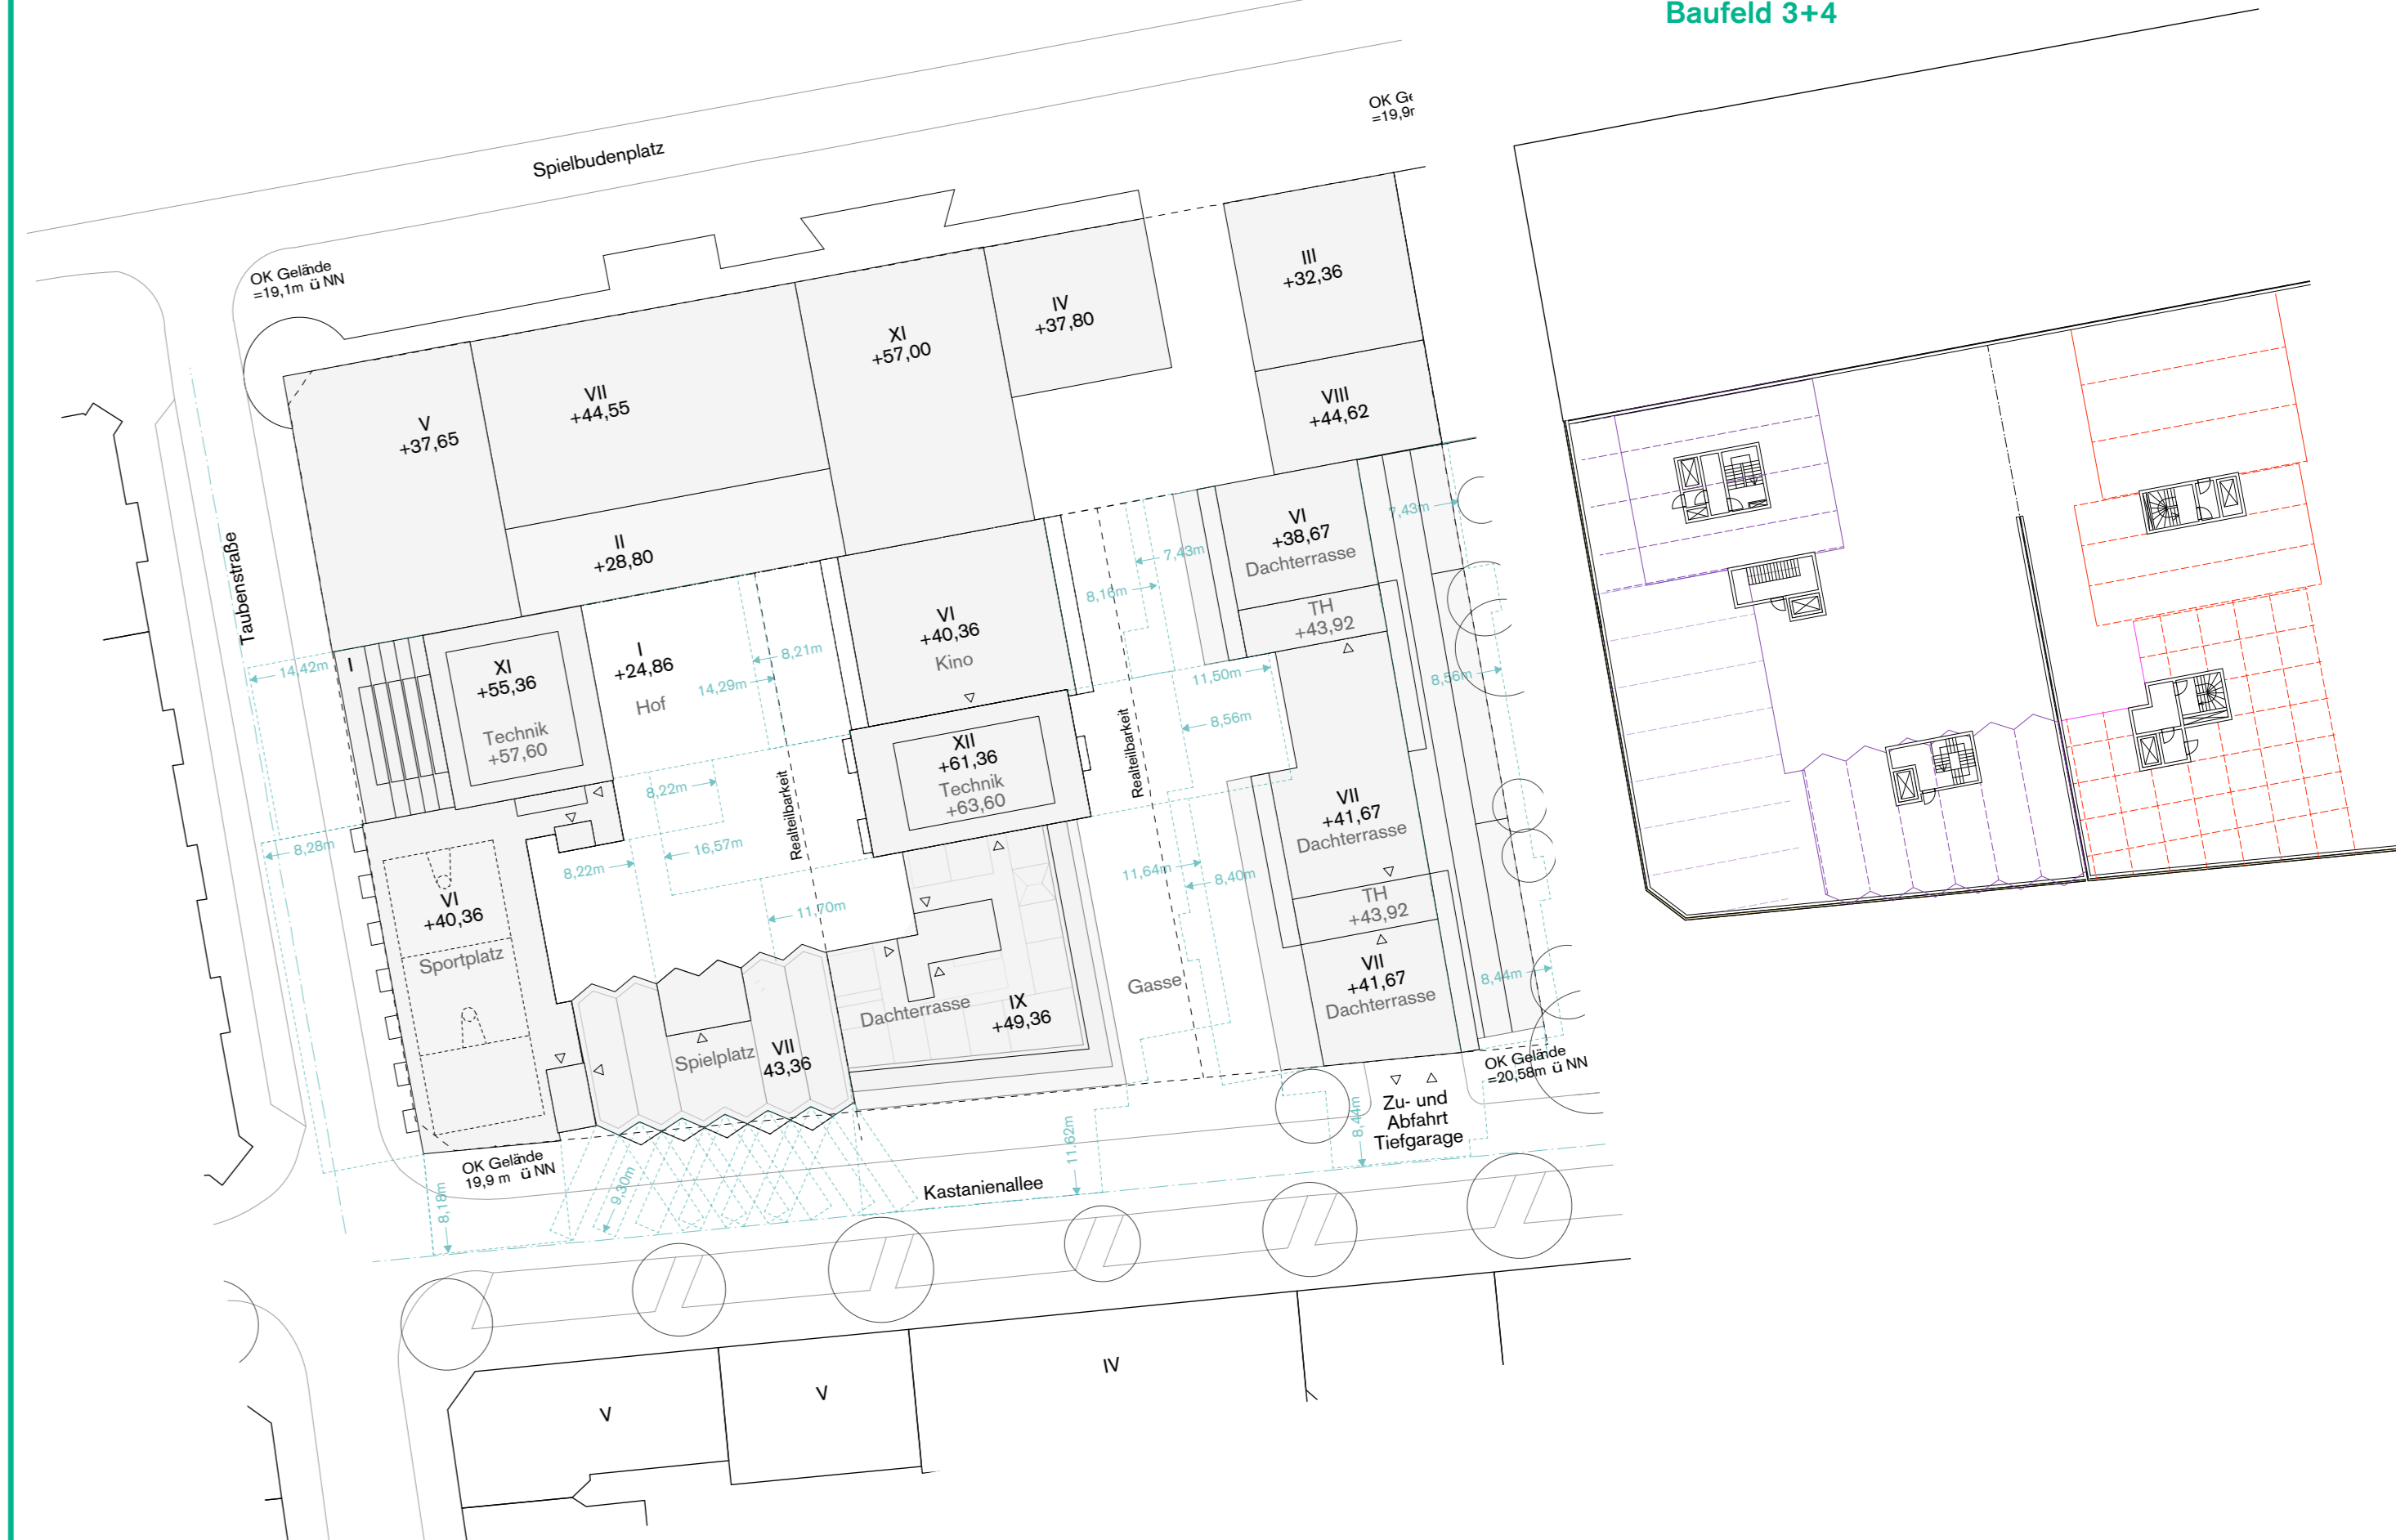 Baufeld 3+4
OK Ge
=19,9m
Spielbudenplatz
OK Gelände
=19,1m ü NN
III
+32,36
IV
+37,80
XI
+57,00
VII
+44,55
V
+37,65
VIII
+44,62
II
+28,80
Taubenstraße
7,43m
VI
+38,67
Dachterrasse
7,43m
8,16m
TH
+43,92
VI
+40,36
Kino
I
+24,86
Hof
8,21m
14,29m
I
XI
+55,36
Technik
+57,60
14,42m
11,50m
8,56m
8,56m
Realteilbarkeit
XII
+61,36
Technik
+63,60
Realteilbarkeit
8,22m
16,57m
8,22m
8,28m
VII
+41,67
Dachterrasse
11,64m
8,40m
TH
+43,92
VI
+40,36
Sportplatz
11,70m
VII
+41,67
Dachterrasse
8,44m
Gasse
Dachterrasse
IX
+49,36
Spielplatz
VII
43,36
OK Gelände
=20,58m ü NN
Zu- und
Abfahrt
Tiefgarage
8,44m
11,62m
OK Gelände
19,9 m ü NN
9,30m
8,18m
Kastanienallee
IV
V
V